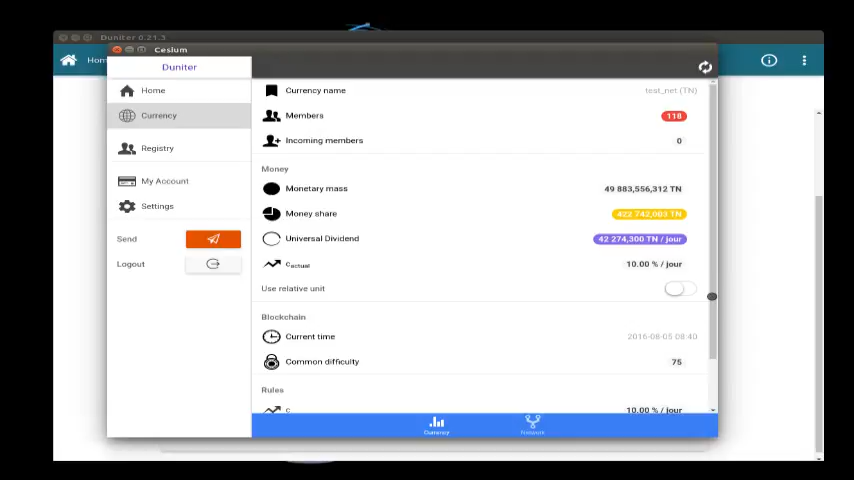 Duniter 0.21.3
Hom
Cesium
Duniter
Home
Currency
Registry
My Account
Settings
Send
Logout
Currency name test_net (TN)
Members 118
Incoming members 0
Money
Monetary mass 49 883,556,312 TN
Money share 422 742,003 TN
Universal Dividend 42 274,300 TN / jour
c actual 10.00 % / jour
Use relative unit
Blockchain
Current time 2016-08-05 08:40
Common difficulty 75
Rules
c 10.00 % / jour
Currency Network